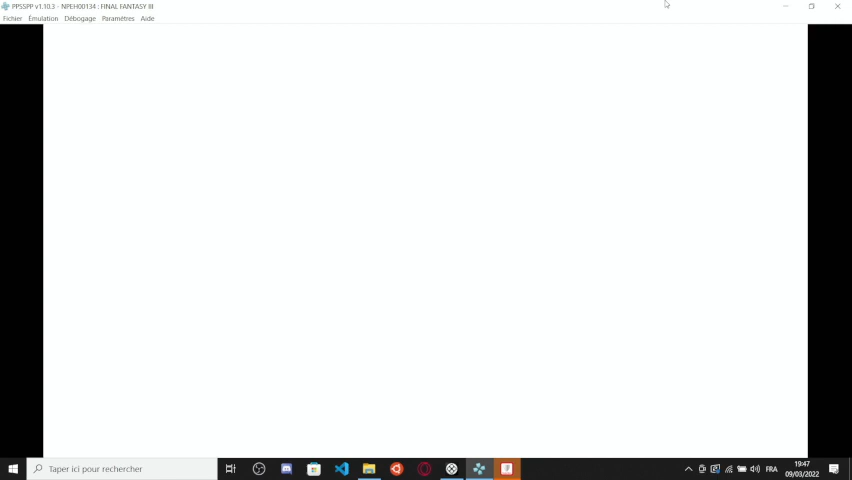 PPSSPP v1.10.3 - NPEH00134 : FINAL FANTASY III
Fichier Émulation Débogage Paramètres Aide
Taper ici pour rechercher
FRA
19:47
09/03/2022